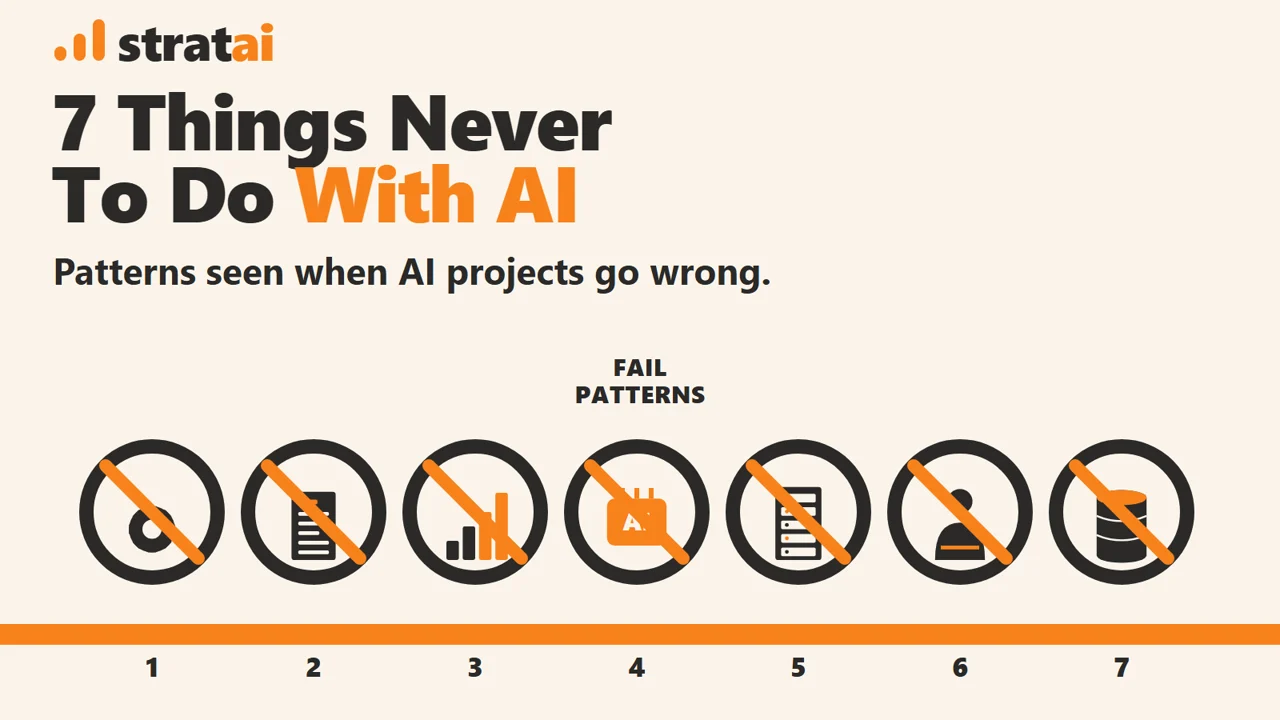 stratai
7 Things Never
To Do With AI
Patterns seen when AI projects go wrong.
FAIL
PATTERNS
1 2 3 4 5 6 7